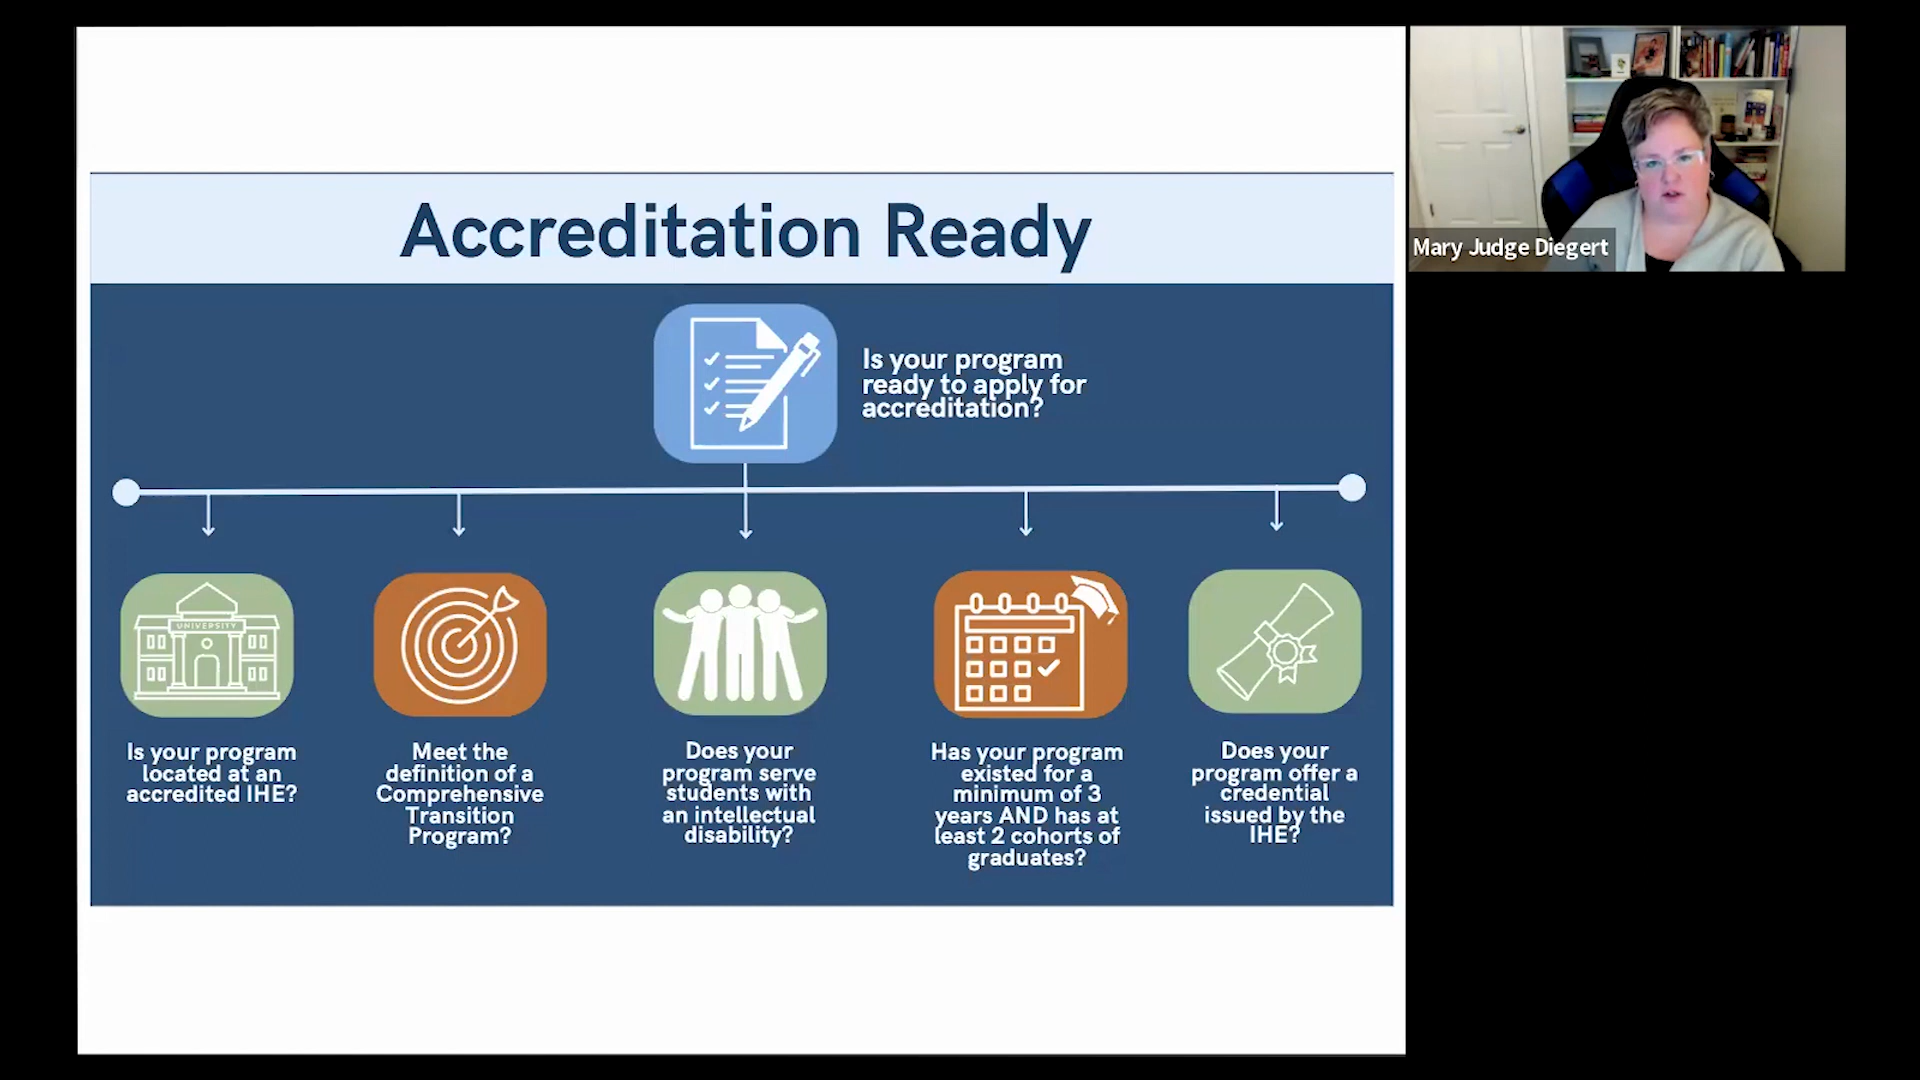 Accreditation Ready
Is your program
ready to apply for
accreditation?
UNIVERSITY
Is your program
located at an
accredited IHE?
Meet the
definition of a
Comprehensive
Transition
Program?
Does your
program serve
students with
an intellectual
disability?
Has your program
existed for a
minimum of 3
years AND has at
least 2 cohorts of
graduates?
Does your
program offer a
credential
issued by the
IHE?
Mary Judge Diegert